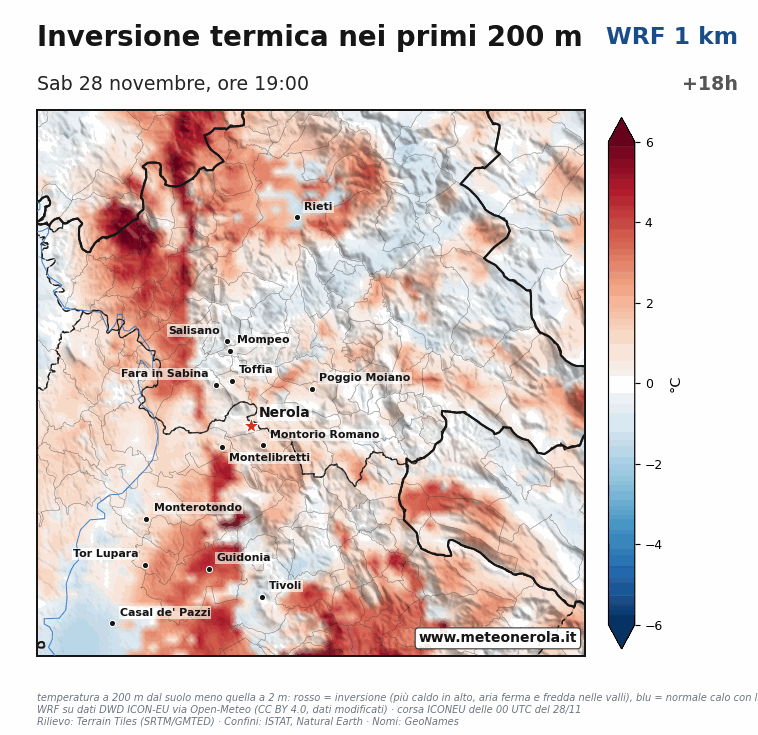 Inversione termica nei primi 200 m WRF 1 km
Sab 28 novembre, ore 19:00 +18h
Rieti
Salisano
Mompeo
Fara in Sabina
Toffia
Poggio Moiano
Nerola
Montorio Romano
Montelibretti
Monterotondo
Tor Lupara
Guidonia
Tivoli
Casal de' Pazzi
www.meteonerola.it
6
4
2
0
−2
−4
−6
°C
temperatura a 200 m dal suolo meno quella a 2 m: rosso = inversione (più caldo in alto, aria ferma e fredda nelle valli), blu = normale calo con l
WRF su dati DWD ICON-EU via Open-Meteo (CC BY 4.0, dati modificati) · corsa ICONEU delle 00 UTC del 28/11
Rilievo: Terrain Tiles (SRTM/GMTED) · Confini: ISTAT, Natural Earth · Nomi: GeoNames